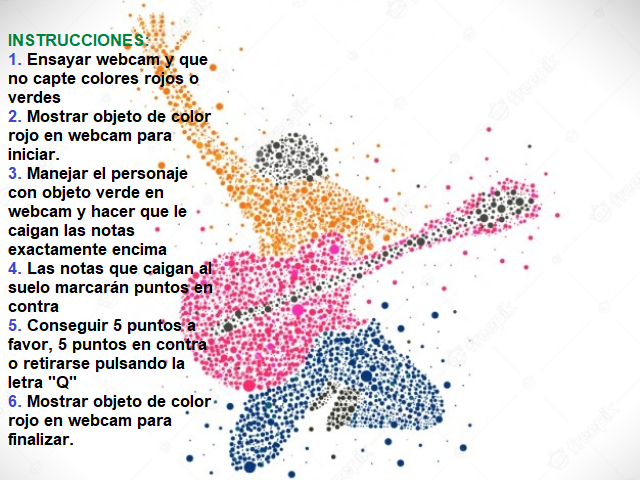 INSTRUCCIONES:
1. Ensayar webcam y que
no capte colores rojos o
verdes
2. Mostrar objeto de color
rojo en webcam para
iniciar.
3. Manejar el personaje
con objeto verde en
webcam y hacer que le
caigan las notas
exactamente encima
4. Las notas que caigan al
suelo marcarán puntos en
contra
5. Conseguir 5 puntos a
favor, 5 puntos en contra
o retirarse pulsando la
letra "Q"
6. Mostrar objeto de color
rojo en webcam para
finalizar.